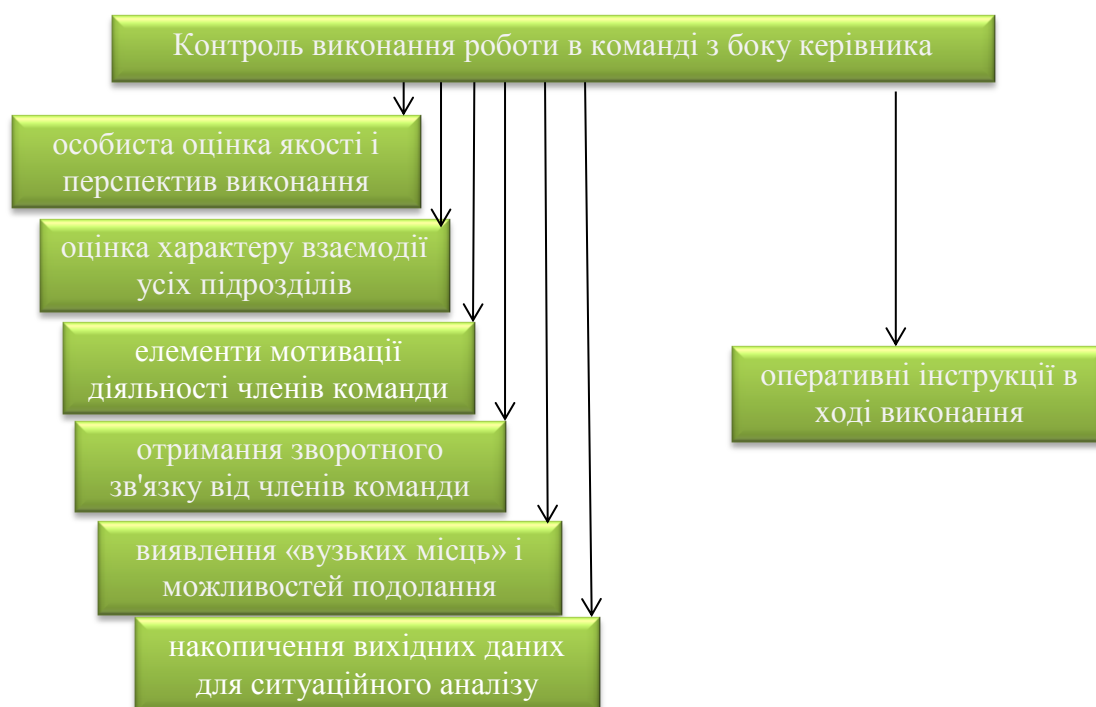 Контроль виконання роботи в команді з боку керівника
особиста оцінка якості і
перспектив виконання
оцінка характеру взаємодії
усіх підрозділів
елементи мотивації
діяльності членів команди
отримання зворотного
зв'язку від членів команди
виявлення «вузьких місць» і
можливостей подолання
накопичення вихідних даних
для ситуаційного аналізу
оперативні інструкції в
ході виконання